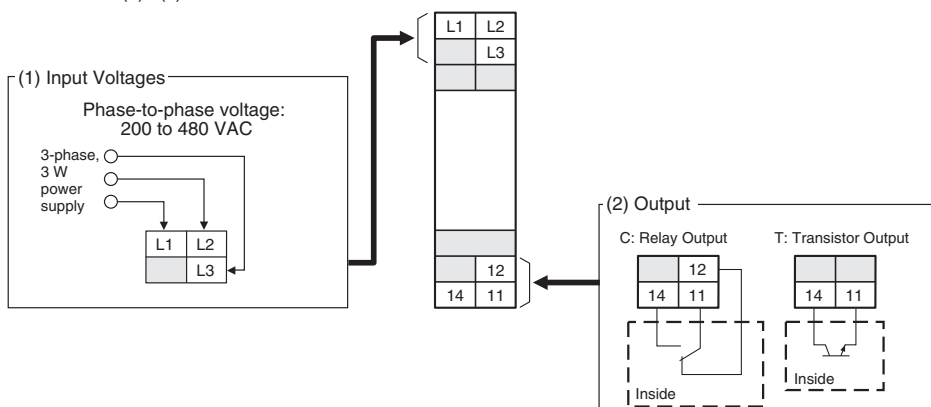 (1) Input Voltages
Phase-to-phase voltage:
200 to 480 VAC
3-phase,
3 W
power
supply
L1 L2
L3
L1 L2
L3
12
14 11
(2) Output
C: Relay Output
T: Transistor Output
12
14 11
14 11
Inside
Inside